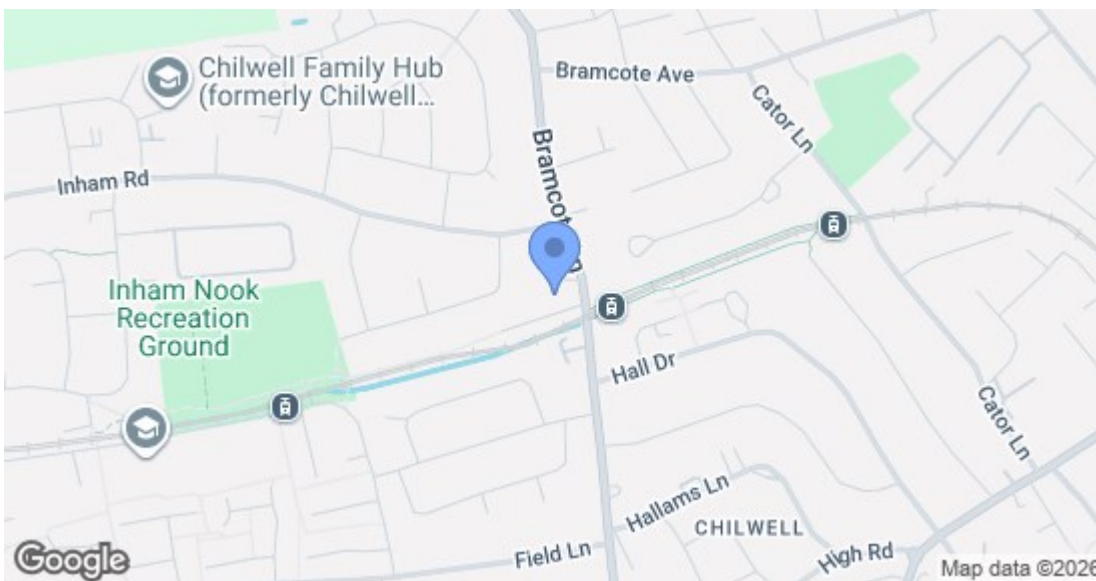 Chilwell Family Hub
(formerly Chilwell...
Bramcote Ave
Cator Ln
Inham Rd
Inham Nook
Recreation
Ground
Hall Dr
Cator Ln
Hallams Ln
CHILWELL
Field Ln
High Rd
Google
Map data ©2026